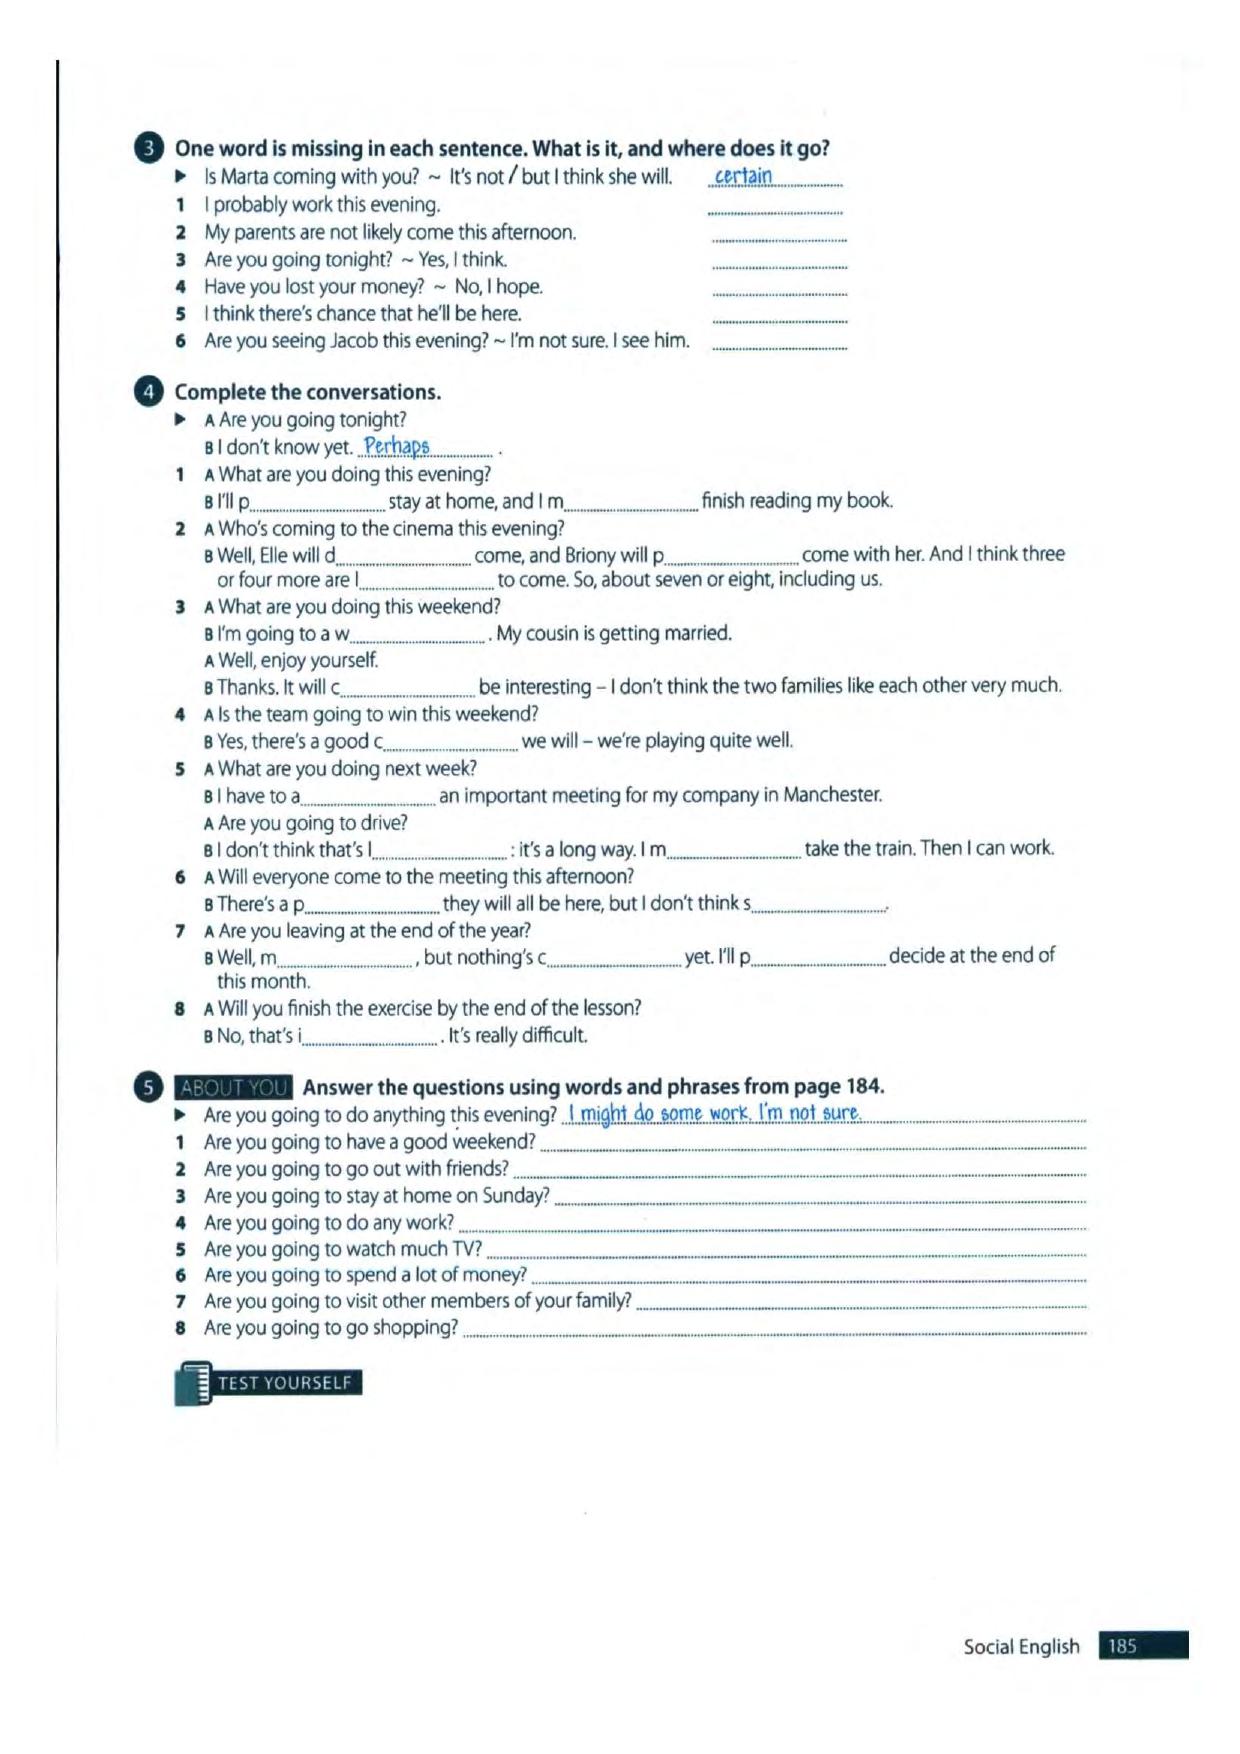 3 One word is missing in each sentence. What is it, and where does it go?
▶ Is Marta coming with you? ~ It's not / but I think she will. certain
1 I probably work this evening.
2 My parents are not likely come this afternoon.
3 Are you going tonight? ~ Yes, I think.
4 Have you lost your money? ~ No, I hope.
5 I think there's chance that he'll be here.
6 Are you seeing Jacob this evening? ~ I'm not sure. I see him.
4 Complete the conversations.
▶ A Are you going tonight?
B I don't know yet. Perhaps .
1 A What are you doing this evening?
B I'll p stay at home, and I m finish reading my book.
2 A Who's coming to the cinema this evening?
B Well, Elle will d come, and Briony will p come with her. And I think three
or four more are l to come. So, about seven or eight, including us.
3 A What are you doing this weekend?
B I'm going to a w . My cousin is getting married.
A Well, enjoy yourself.
B Thanks. It will c be interesting – I don't think the two families like each other very much.
4 A Is the team going to win this weekend?
B Yes, there's a good c we will – we're playing quite well.
5 A What are you doing next week?
B I have to a an important meeting for my company in Manchester.
A Are you going to drive?
B I don't think that's l : it's a long way. I m take the train. Then I can work.
6 A Will everyone come to the meeting this afternoon?
B There's a p they will all be here, but I don't think s .
7 A Are you leaving at the end of the year?
B Well, m , but nothing's c yet. I'll p decide at the end of
this month.
8 A Will you finish the exercise by the end of the lesson?
B No, that's i . It's really difficult.
5 ABOUT YOU Answer the questions using words and phrases from page 184.
▶ Are you going to do anything this evening? I might do some work. I'm not sure.
1 Are you going to have a good weekend?
2 Are you going to go out with friends?
3 Are you going to stay at home on Sunday?
4 Are you going to do any work?
5 Are you going to watch much TV?
6 Are you going to spend a lot of money?
7 Are you going to visit other members of your family?
8 Are you going to go shopping?
TEST YOURSELF
Social English 185